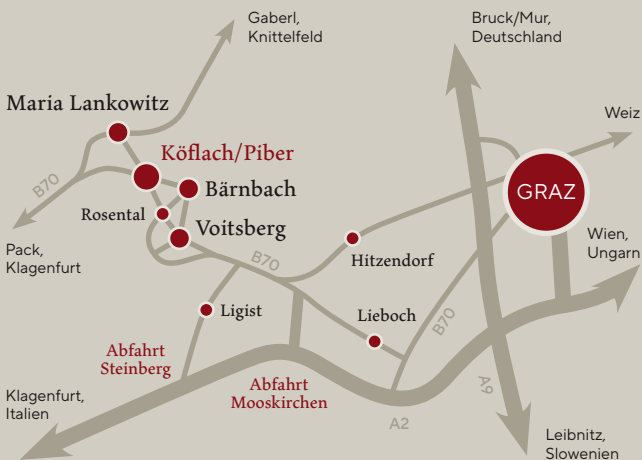 Gaberl,
Knittelfeld
Bruck/Mur,
Deutschland
Maria Lankowitz
Weiz
Köflach/Piber
B70
Bärnbach
GRAZ
Rosental
Voitsberg
Pack,
Klagenfurt
B70
Hitzendorf
Wien,
Ungarn
Ligist
Lieboch
B70
Abfahrt
Steinberg
Abfahrt
Mooskirchen
Klagenfurt,
Italien
A9
A2
Leibnitz,
Slowenien